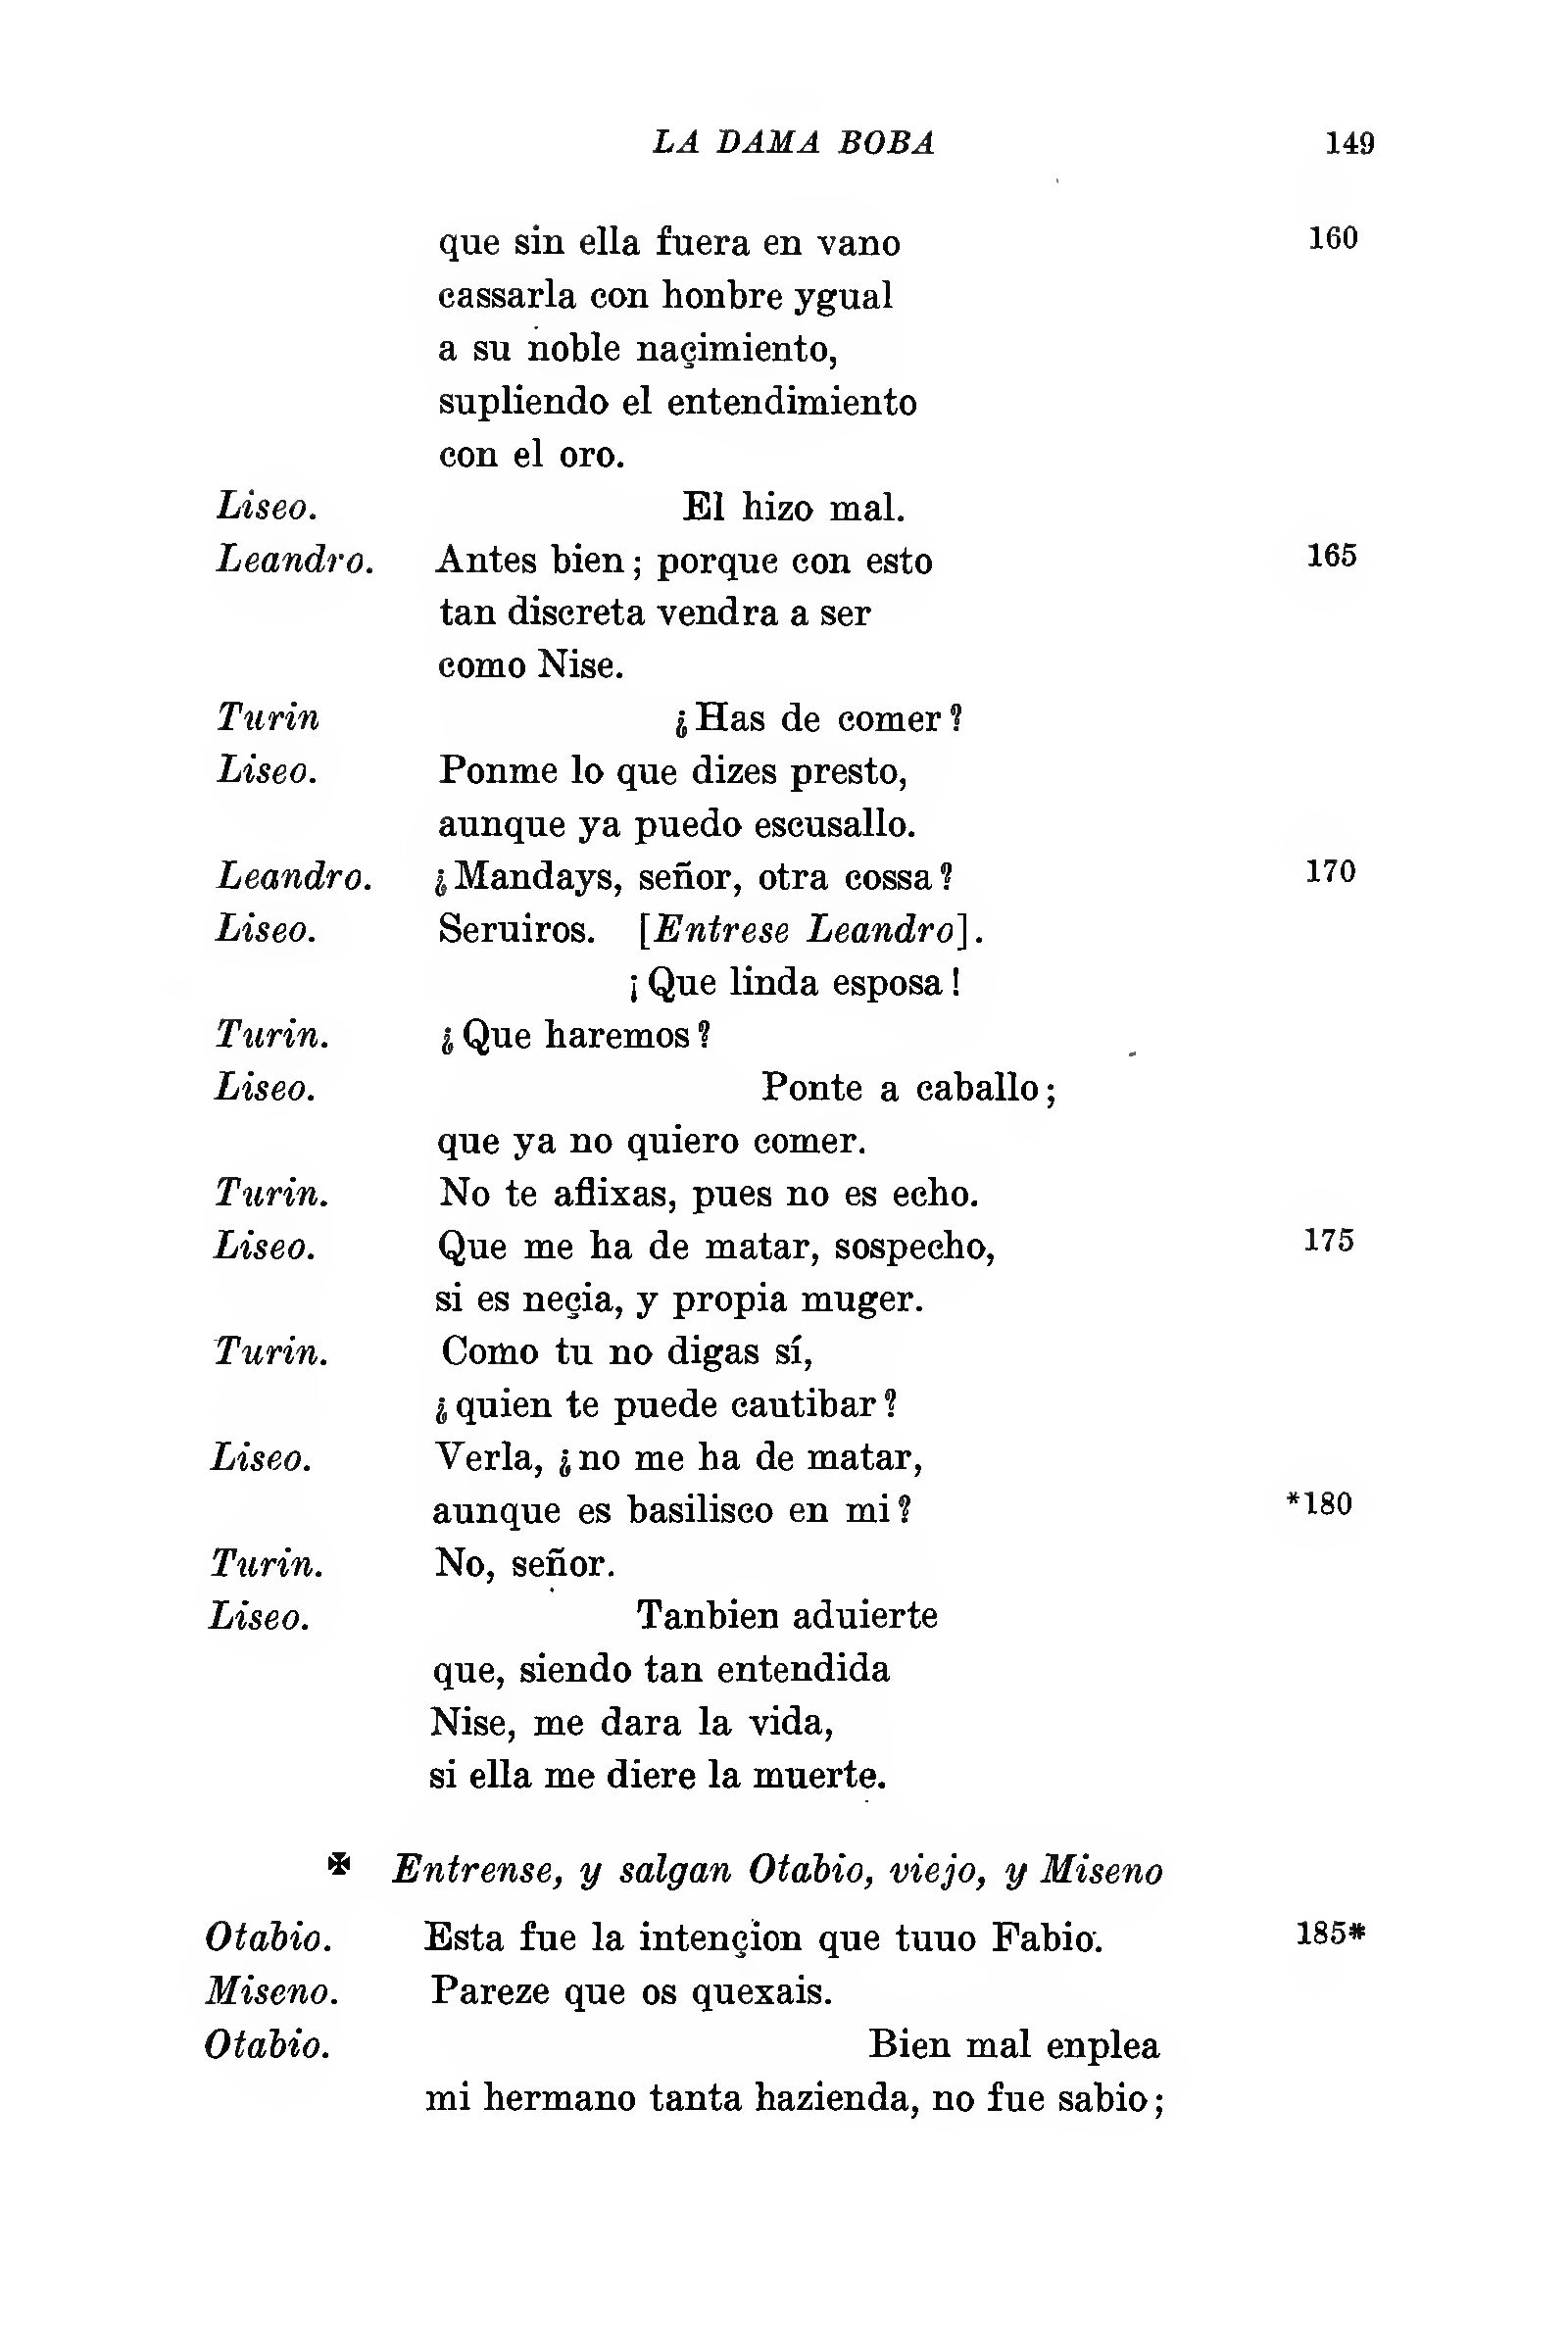 LA DAMA BOBA 149
que sin ella fuera en vano 160
cassarla con honbre ygual
a su noble naçimiento,
supliendo el entendimiento
con el oro.
Liseo. El hizo mal.
Leandro. Antes bien; porque con esto 165
tan discreta vendra a ser
como Nise.
Turin ¿Has de comer?
Liseo. Ponme lo que dizes presto,
aunque ya puedo escusallo.
Leandro. ¿Mandays, señor, otra cossa? 170
Liseo. Seruiros. [Entrese Leandro].
¡Que linda esposa!
Turin. ¿Que haremos?
Liseo. Ponte a caballo;
que ya no quiero comer.
Turin. No te aflixas, pues no es echo.
Liseo. Que me ha de matar, sospecho, 175
si es neçia, y propia muger.
Turin. Como tu no digas sí,
¿quien te puede cautibar?
Liseo. Verla, ¿no me ha de matar,
aunque es basilisco en mi? *180
Turin. No, señor.
Liseo. Tanbien aduierte
que, siendo tan entendida
Nise, me dara la vida,
si ella me diere la muerte.
✠ Entrense, y salgan Otabio, viejo, y Miseno
Otabio. Esta fue la intençion que tuuo Fabio. 185*
Miseno. Pareze que os quexais.
Otabio. Bien mal enplea
mi hermano tanta hazienda, no fue sabio;